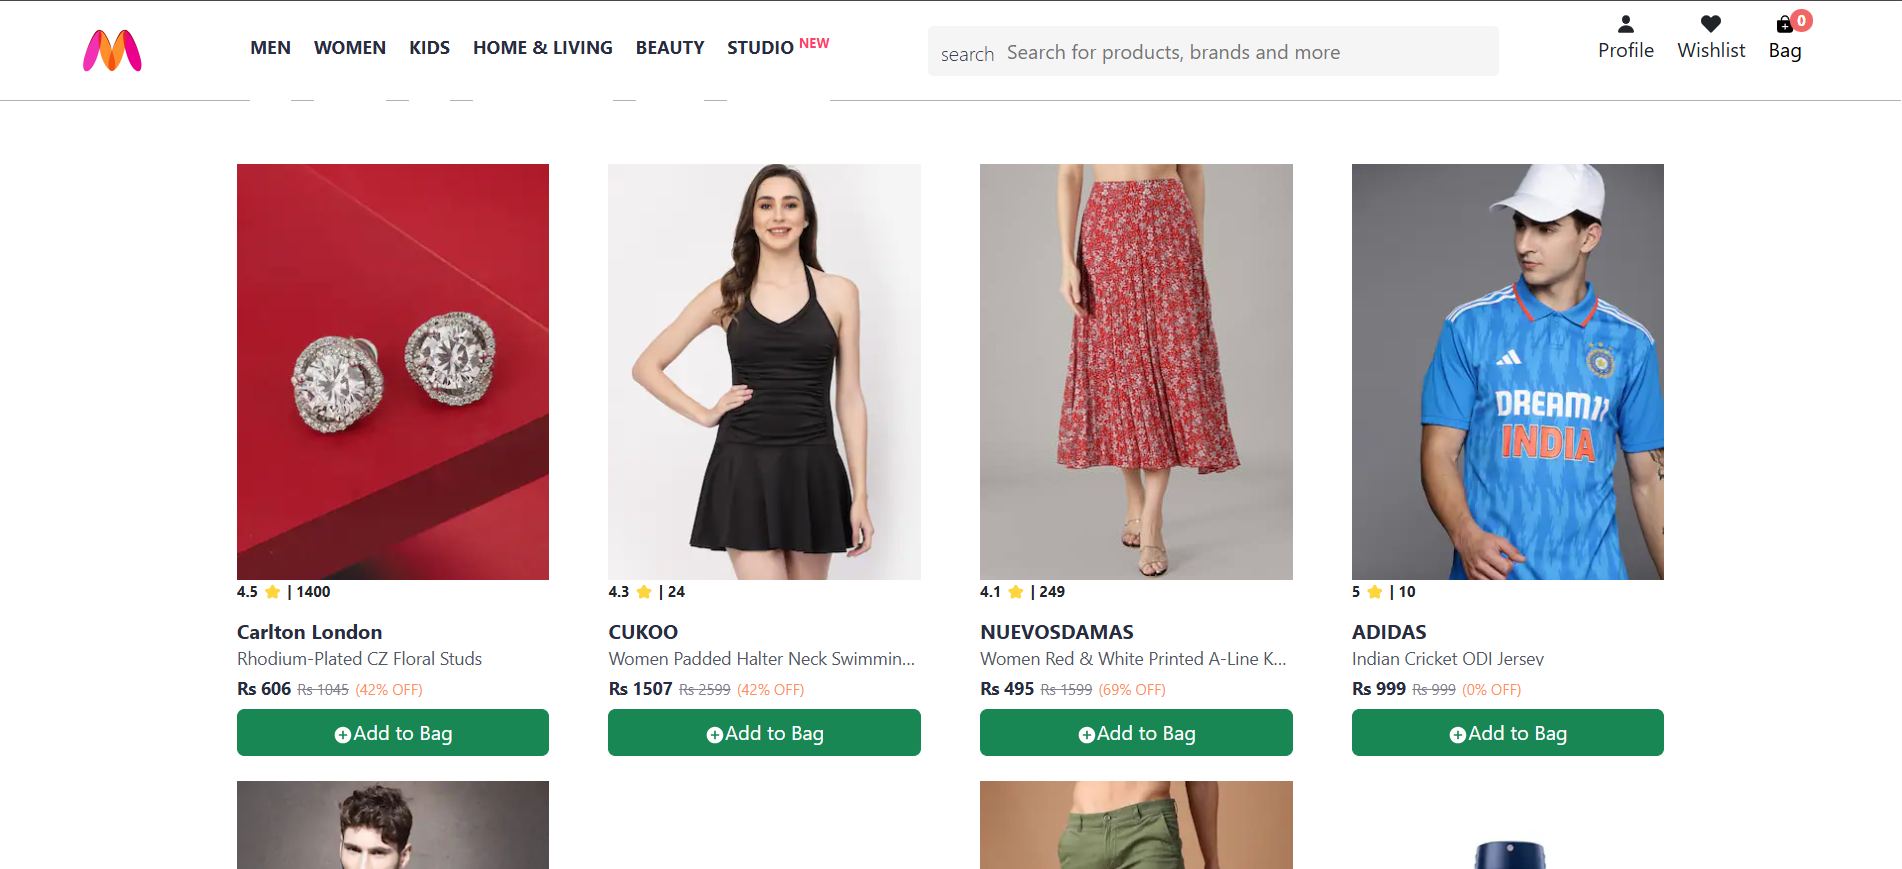 MEN WOMEN KIDS HOME & LIVING BEAUTY STUDIO NEW
search Search for products, brands and more
Profile Wishlist Bag 0
DREAM11
INDIA
4.5 ⭐ | 1400
Carlton London
Rhodium-Plated CZ Floral Studs
Rs 606 Rs 1045 (42% OFF)
Add to Bag
4.3 ⭐ | 24
CUKOO
Women Padded Halter Neck Swimmin...
Rs 1507 Rs 2599 (42% OFF)
Add to Bag
4.1 ⭐ | 249
NUEVOSDAMAS
Women Red & White Printed A-Line K...
Rs 495 Rs 1599 (69% OFF)
Add to Bag
5 ⭐ | 10
ADIDAS
Indian Cricket ODI Jersey
Rs 999 Rs 999 (0% OFF)
Add to Bag